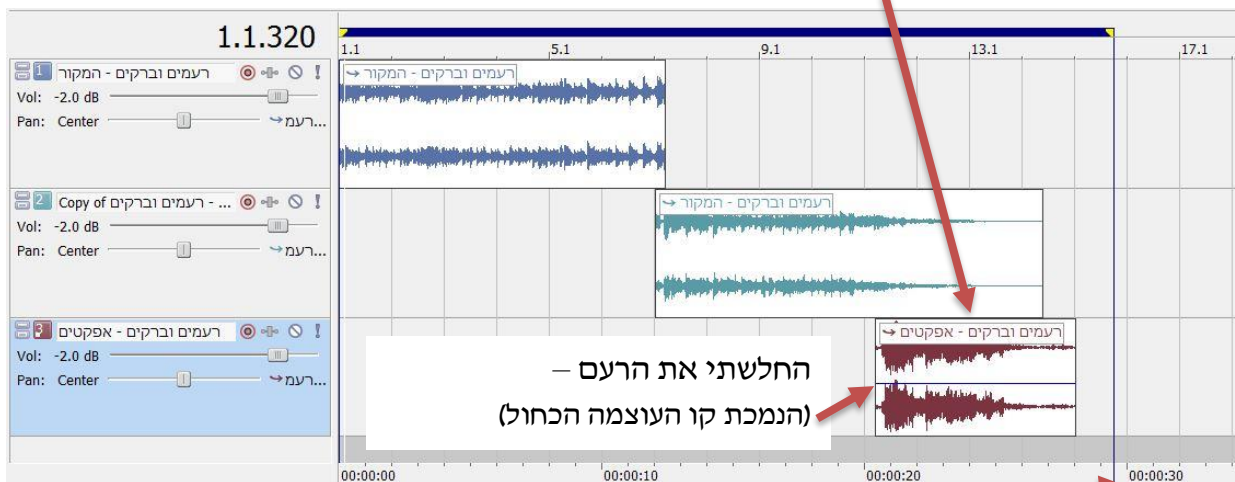 1.1.320
1.1 5.1 9.1 13.1 17.1
1 רעמים וברקים - המקור
Vol: -2.0 dB
Pan: Center רעמ...
רעמים וברקים - המקור
2 Copy of רעמים וברקים - ...
Vol: -2.0 dB
Pan: Center רעמ...
רעמים וברקים - המקור
3 רעמים וברקים - אפקטים
Vol: -2.0 dB
Pan: Center רעמ...
רעמים וברקים - אפקטים
החלשתי את הרעם –
(הנמכת קו העוצמה הכחול)
00:00:00 00:00:10 00:00:20 00:00:30